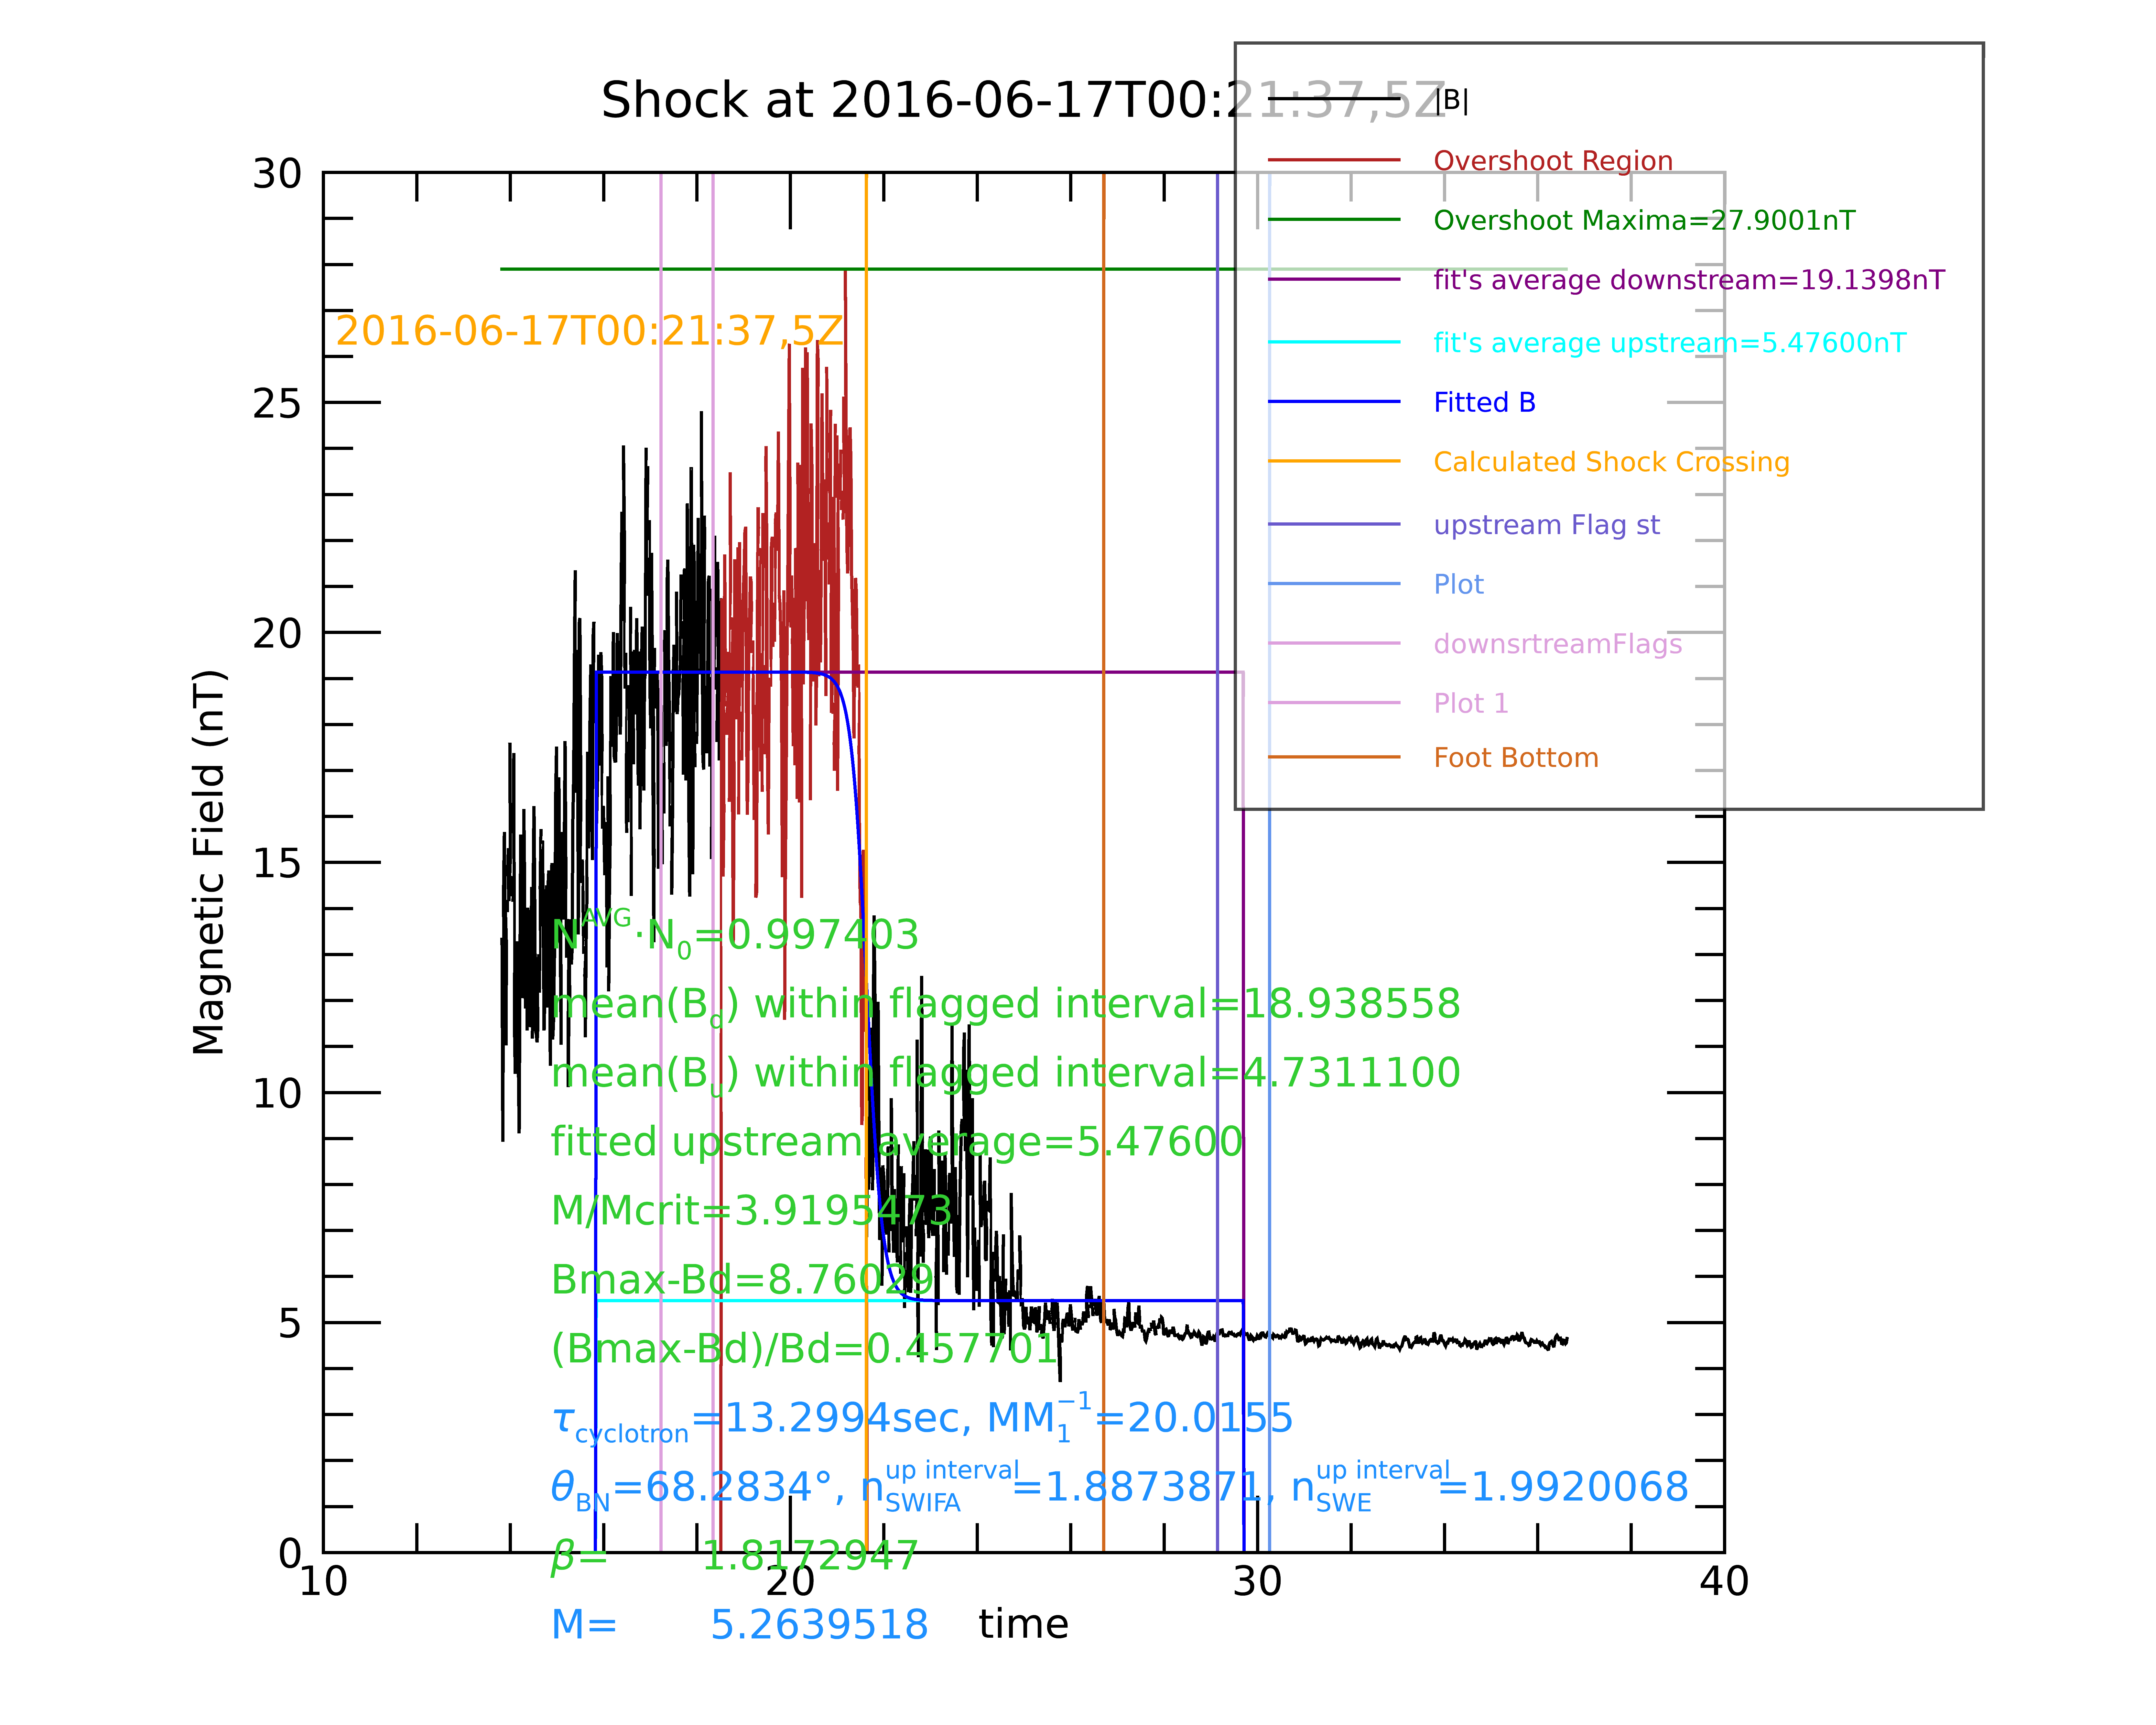 Shock at 2016-06-17T00:21:37,5Z
|B|
Overshoot Region
Overshoot Maxima=27.9001nT
fit's average downstream=19.1398nT
fit's average upstream=5.47600nT
Fitted B
Calculated Shock Crossing
upstream Flag st
Plot
downsrtreamFlags
Plot 1
Foot Bottom
2016-06-17T00:21:37,5Z
Magnetic Field (nT)
30
25
20
15
10
5
0
N^AVG·N_0=0.997403
mean(B_d) within flagged interval=18.938558
mean(B_u) within flagged interval=4.7311100
fitted upstream average=5.47600
M/Mcrit=3.9195473
Bmax-Bd=8.76029
(Bmax-Bd)/Bd=0.457701
τ_cyclotron=13.2994sec, MM_1^−1=20.0155
θ_BN=68.2834°, n_SWIFA^up interval=1.8873871, n_SWE^up interval=1.9920068
β= 1.8172947
M= 5.2639518
10 20 30 40
time